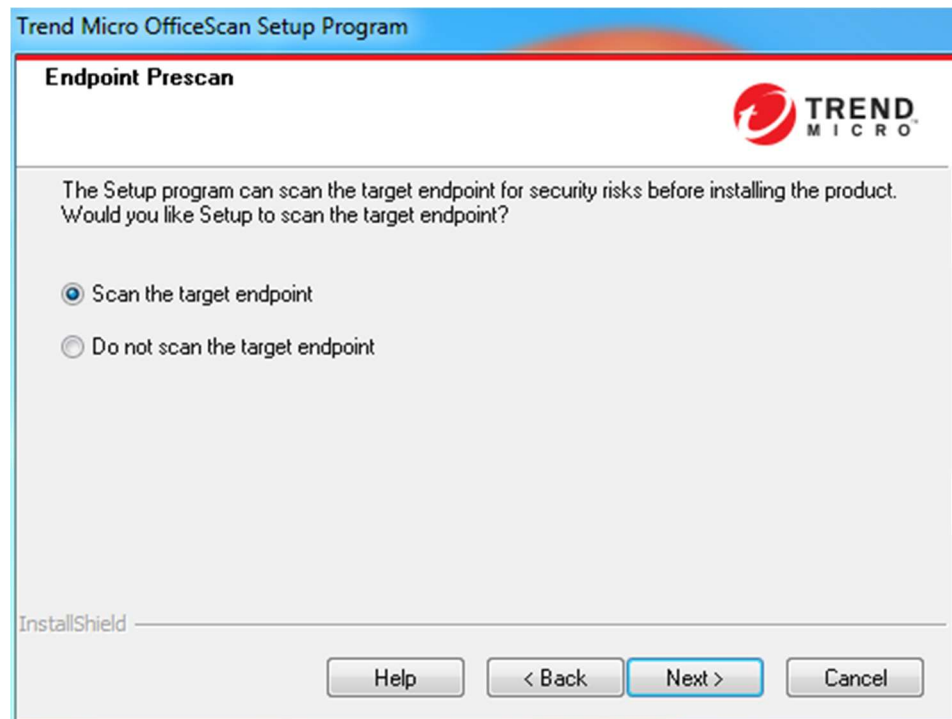 Trend Micro OfficeScan Setup Program
Endpoint Prescan
TREND
MICRO™
The Setup program can scan the target endpoint for security risks before installing the product.
Would you like Setup to scan the target endpoint?
Scan the target endpoint
Do not scan the target endpoint
InstallShield
Help
< Back
Next >
Cancel